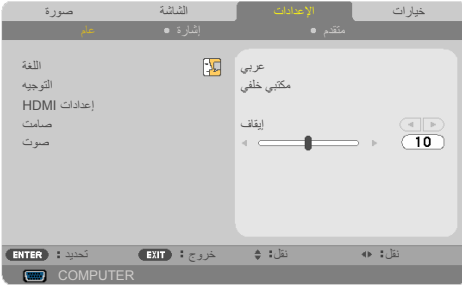 صورة الشاشة الإعدادات خيارات
عام إشارة متقدم
اللغة عربي
التوجيه مكتبي خلفي
إعدادات HDMI
صامت إيقاف
صوت 10
ENTER : تحديد EXIT : خروج نقل : نقل :
COMPUTER